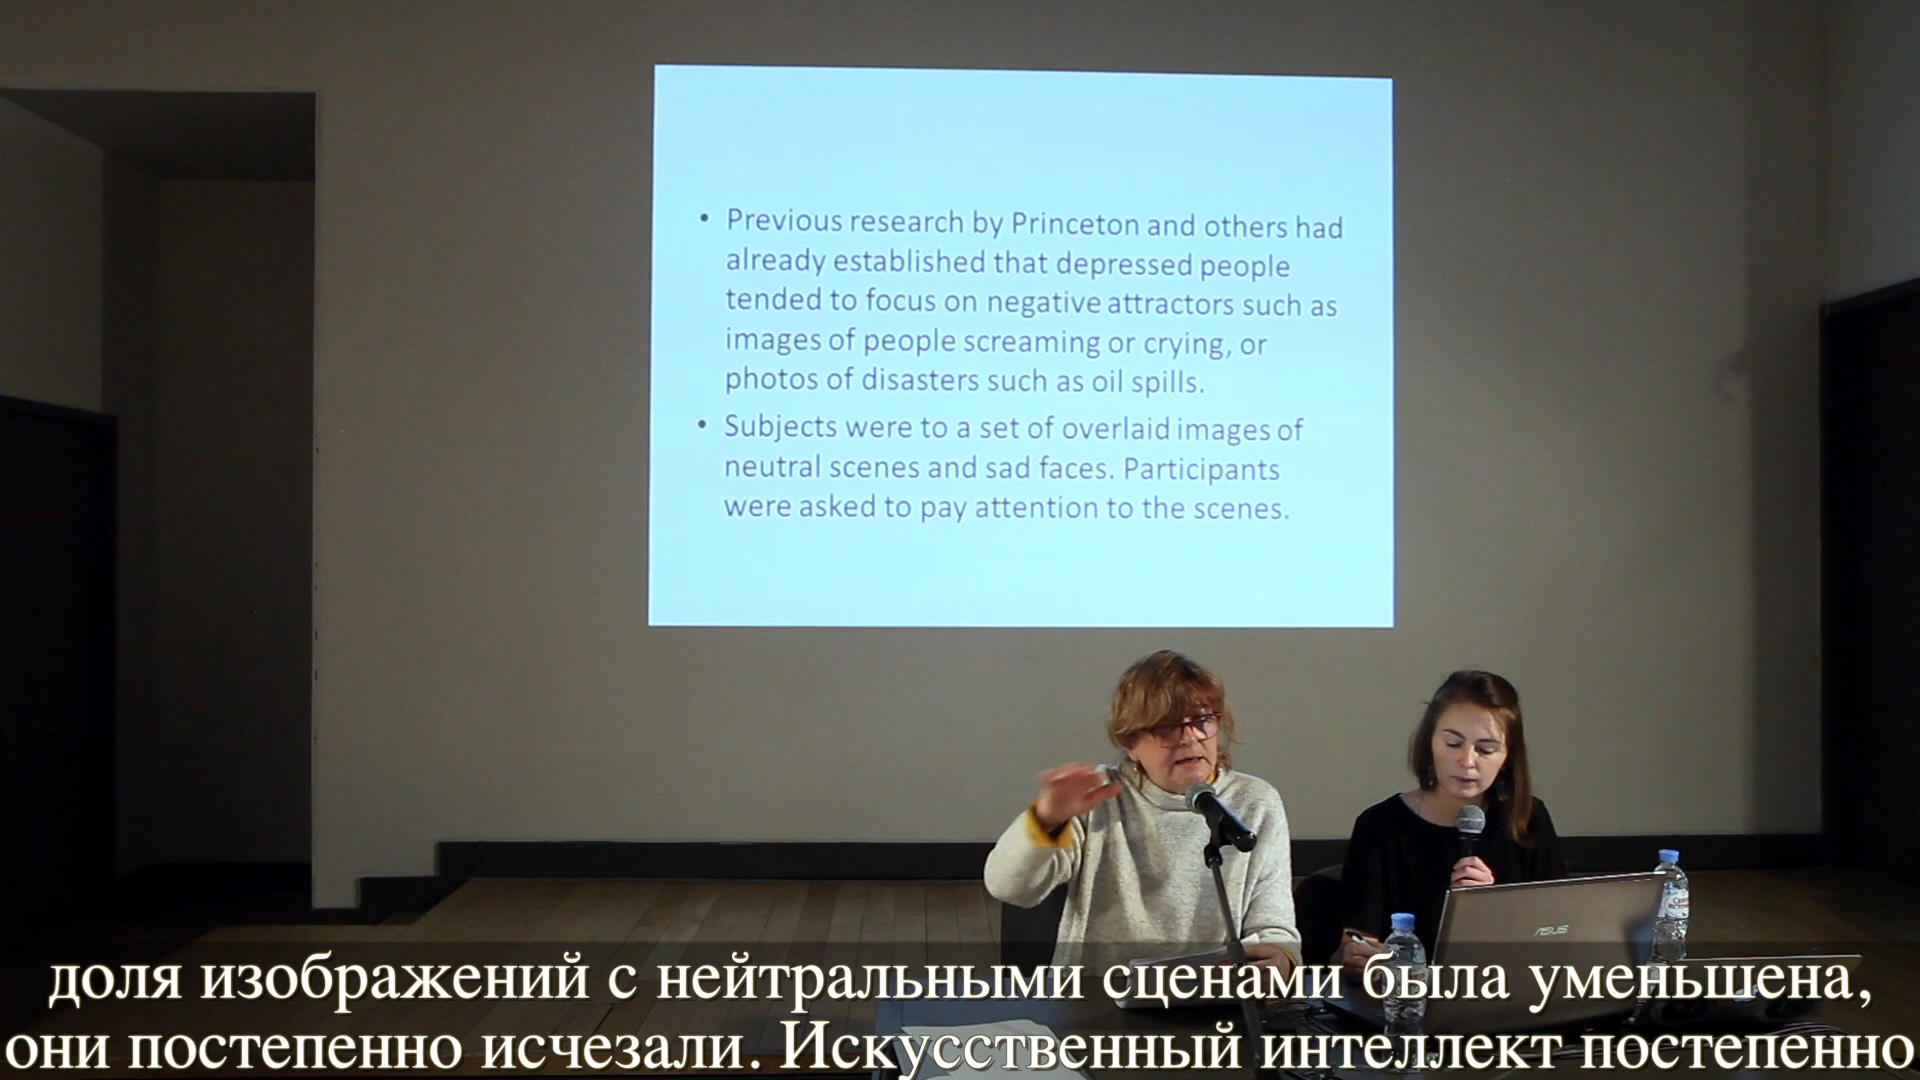 • Previous research by Princeton and others had
already established that depressed people
tended to focus on negative attractors such as
images of people screaming or crying, or
photos of disasters such as oil spills.
• Subjects were to a set of overlaid images of
neutral scenes and sad faces. Participants
were asked to pay attention to the scenes.
ASUS
доля изображений с нейтральными сценами была уменьшена,
они постепенно исчезали. Искусственный интеллект постепенно